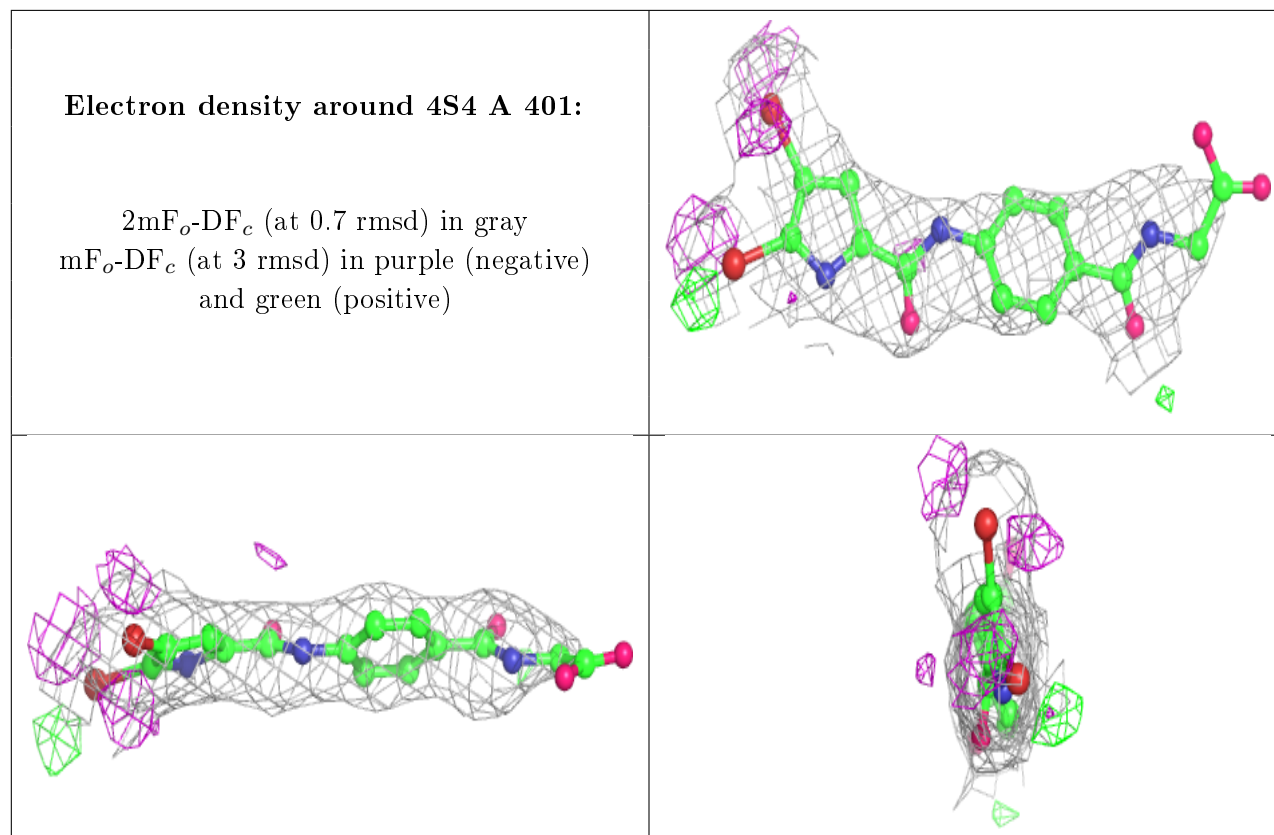 Electron density around 4S4 A 401:
2mFₒ-DF𝒸 (at 0.7 rmsd) in gray
mFₒ-DF𝒸 (at 3 rmsd) in purple (negative)
and green (positive)